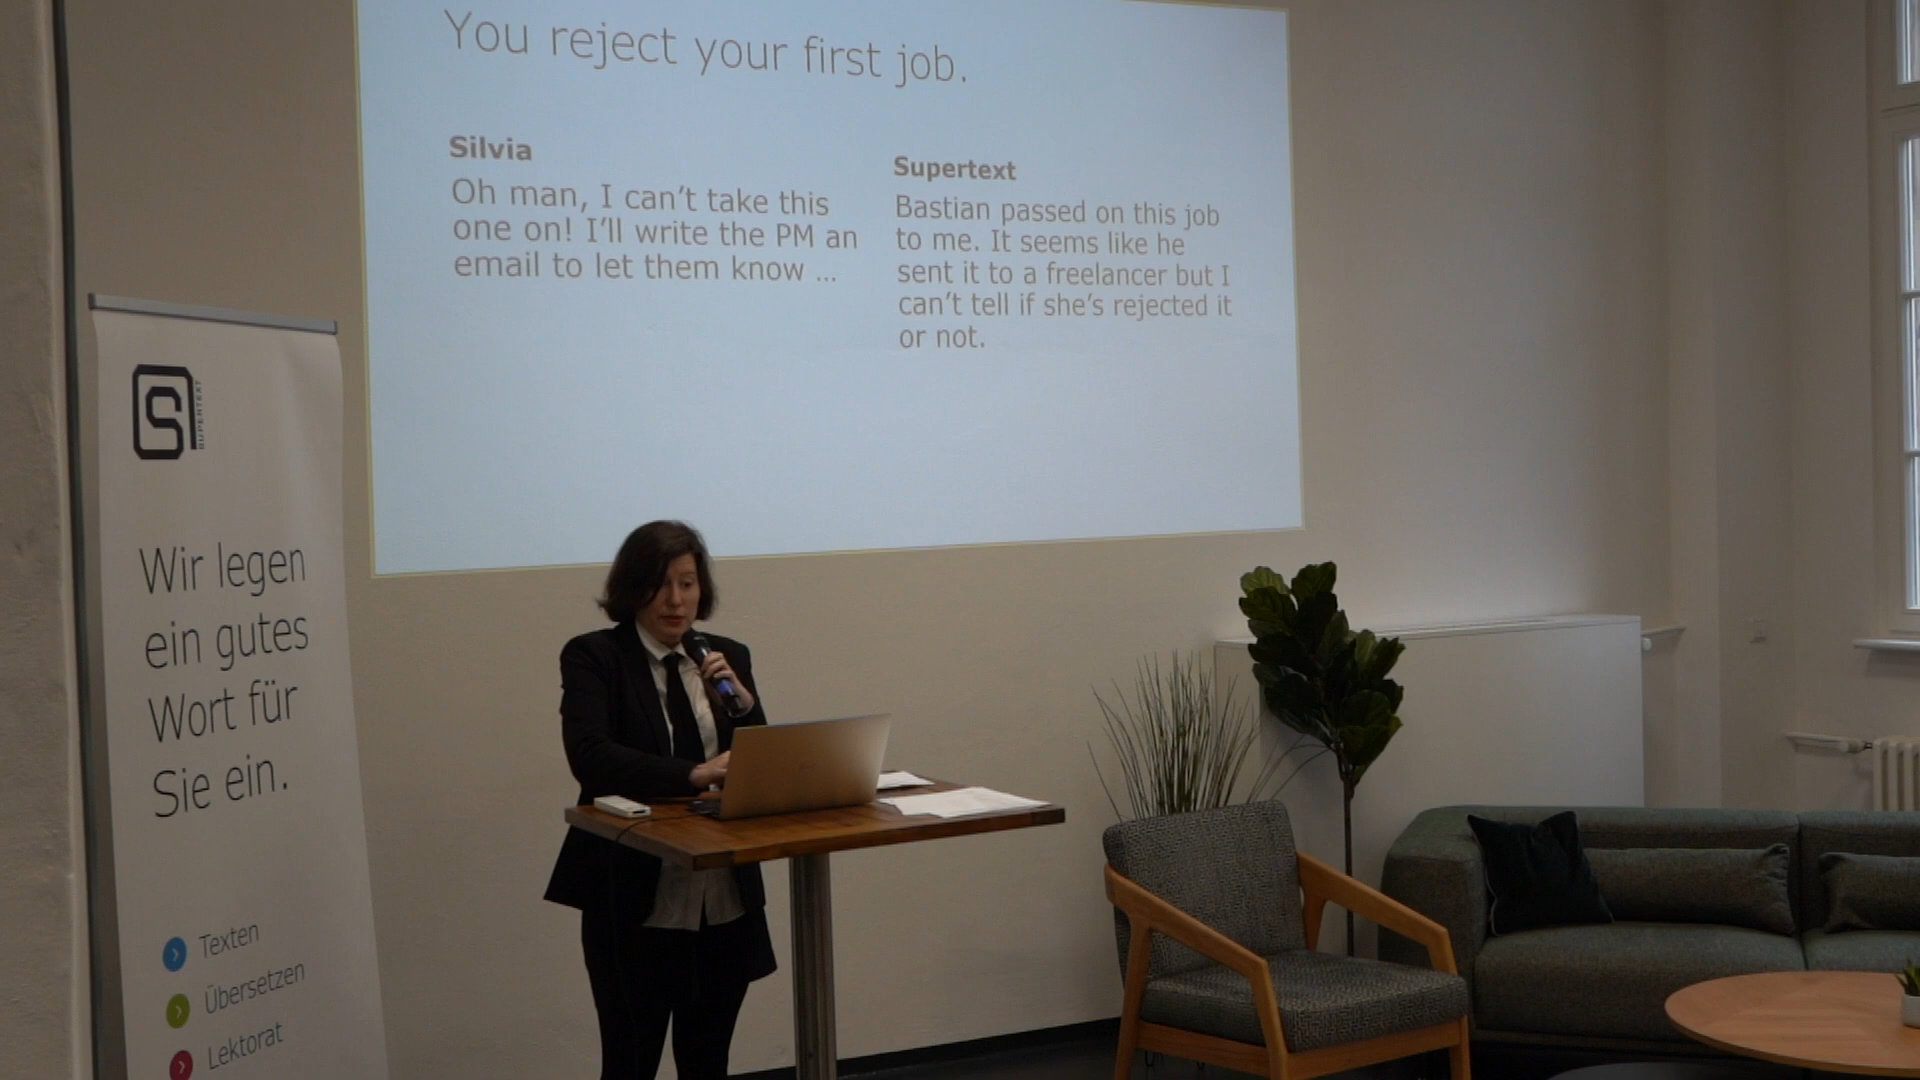 You reject your first job.
Silvia
Oh man, I can't take this
one on! I'll write the PM an
email to let them know ...
Supertext
Bastian passed on this job
to me. It seems like he
sent it to a freelancer but I
can't tell if she's rejected it
or not.
S
SUPERTEXT
Wir legen
ein gutes
Wort für
Sie ein.
Texten
Übersetzen
Lektorat